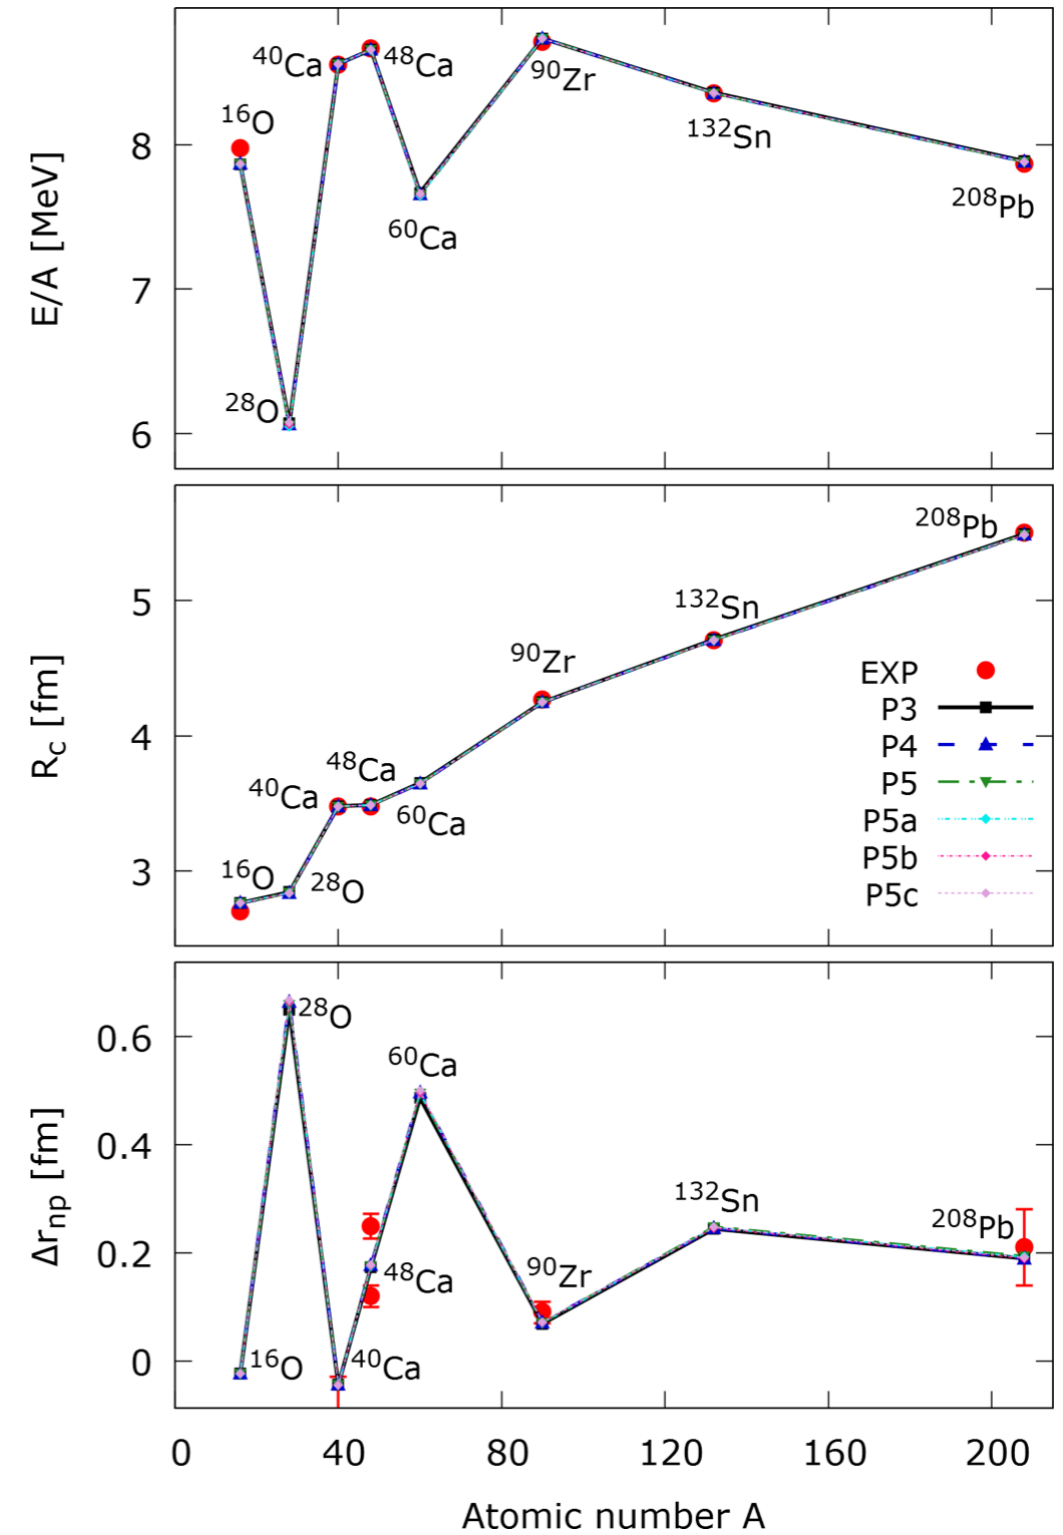 E/A [MeV]
8
7
6
¹⁶O
²⁸O
⁴⁰Ca
⁴⁸Ca
⁶⁰Ca
⁹⁰Zr
¹³²Sn
²⁰⁸Pb
R_c [fm]
5
4
3
¹⁶O
²⁸O
⁴⁰Ca
⁴⁸Ca
⁶⁰Ca
⁹⁰Zr
¹³²Sn
²⁰⁸Pb
EXP
P3
P4
P5
P5a
P5b
P5c
Δr_np [fm]
0.6
0.4
0.2
0
¹⁶O
²⁸O
⁴⁰Ca
⁴⁸Ca
⁶⁰Ca
⁹⁰Zr
¹³²Sn
²⁰⁸Pb
0 40 80 120 160 200
Atomic number A